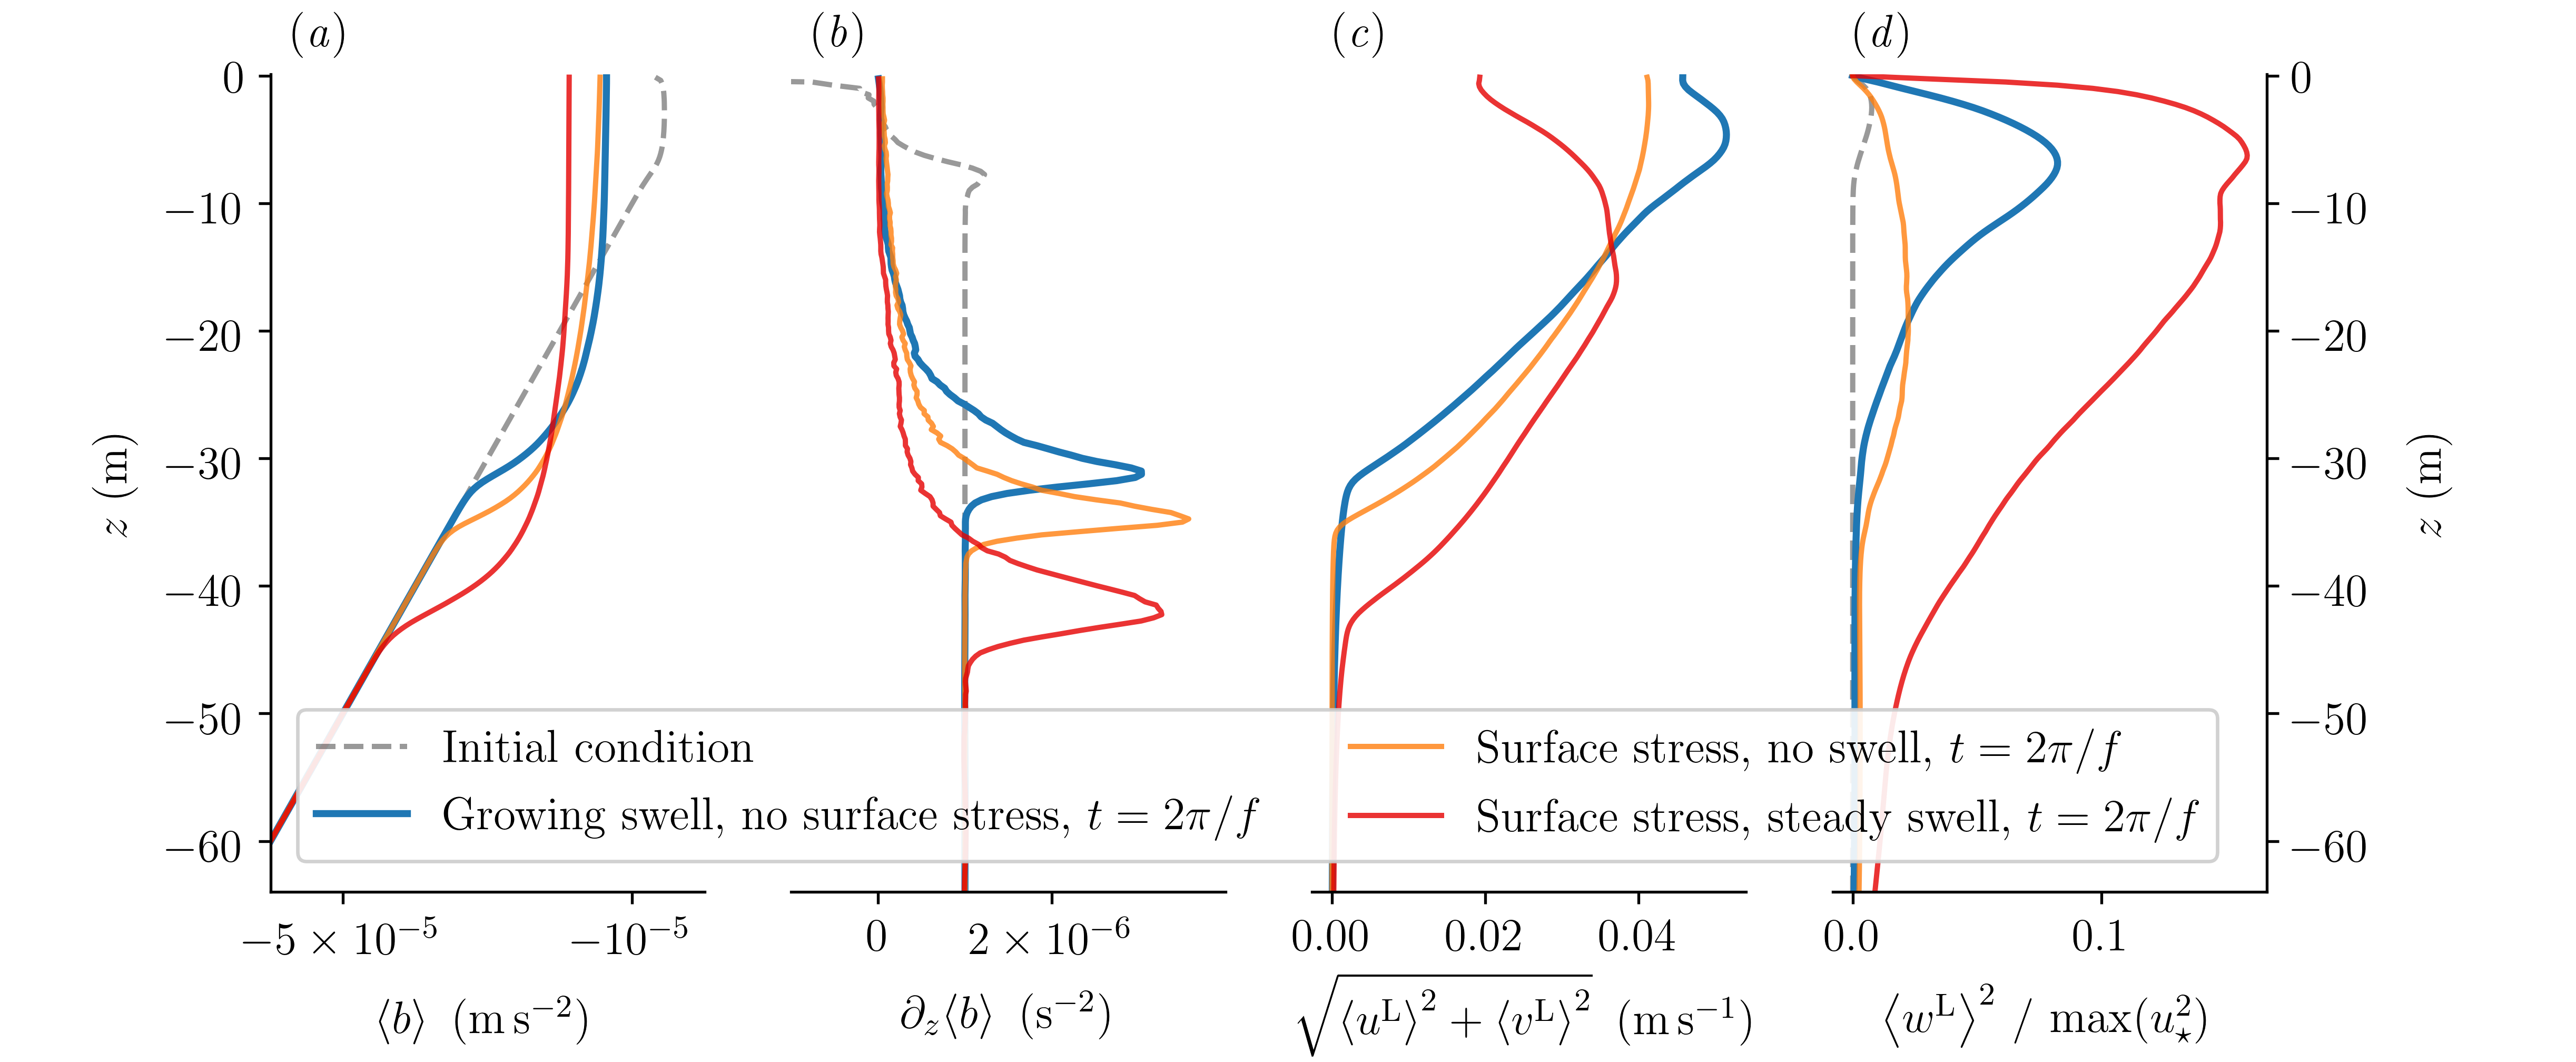 (a) (b) (c) (d)
0 0
−10 −10
−20 −20
z (m) −30 −30 z (m)
−40 −40
−50 −50
Initial condition Surface stress, no swell, t = 2π/f
Growing swell, no surface stress, t = 2π/f Surface stress, steady swell, t = 2π/f
−60 −60
−5 × 10⁻⁵ −10⁻⁵ 0 2 × 10⁻⁶ 0.00 0.02 0.04 0.0 0.1
⟨b⟩ (m s⁻²) ∂_z⟨b⟩ (s⁻²) √⟨u^L⟩² + ⟨v^L⟩² (m s⁻¹) ⟨w^L⟩² / max(u_⋆²)